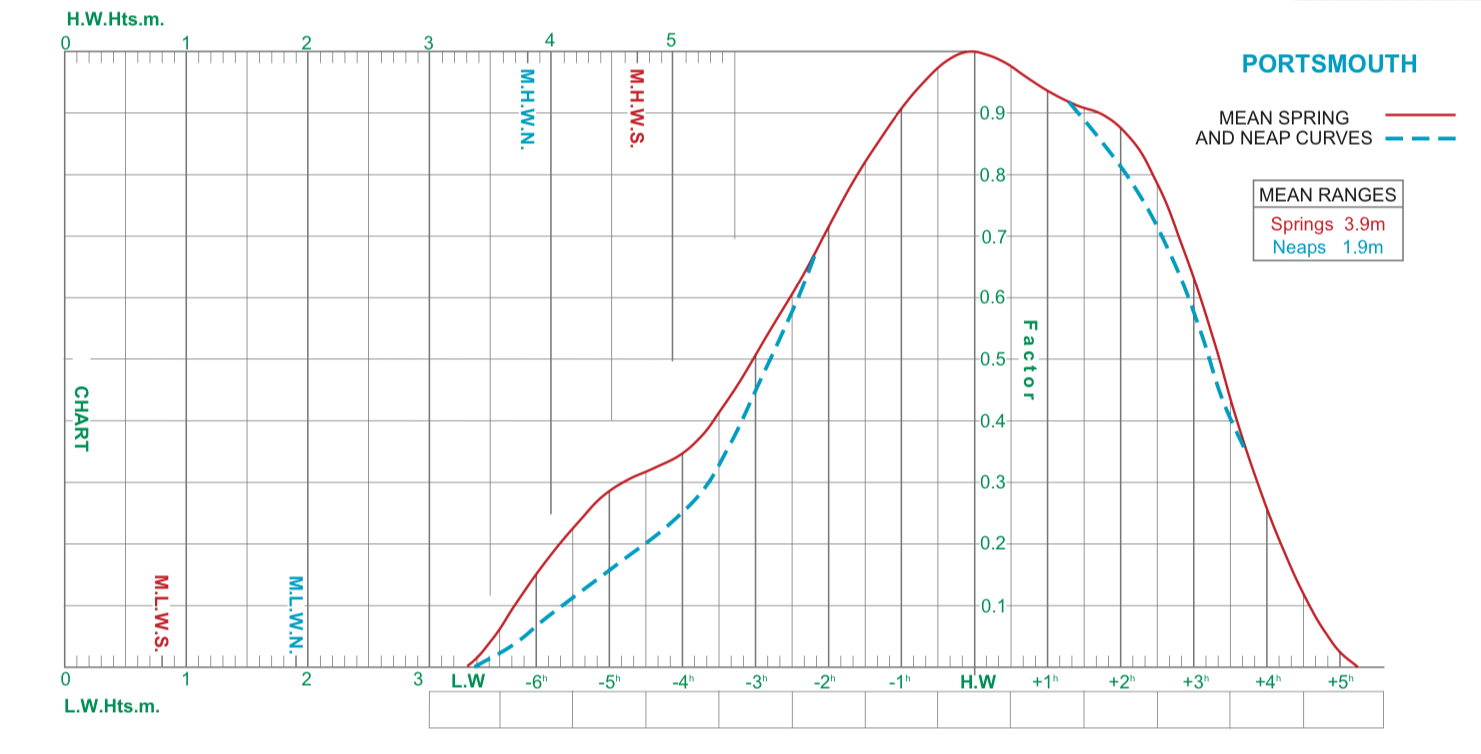 H.W.Hts.m.
0 1 2 3 4 5
PORTSMOUTH
M.H.W.N.
M.H.W.S.
MEAN SPRING
AND NEAP CURVES
MEAN RANGES
Springs 3.9m
Neaps 1.9m
0.9
0.8
0.7
0.6
0.5
0.4
0.3
0.2
0.1
Factor
CHART
M.L.W.S.
M.L.W.N.
0 1 2 3 L.W -6h -5h -4h -3h -2h -1h H.W +1h +2h +3h +4h +5h
L.W.Hts.m.